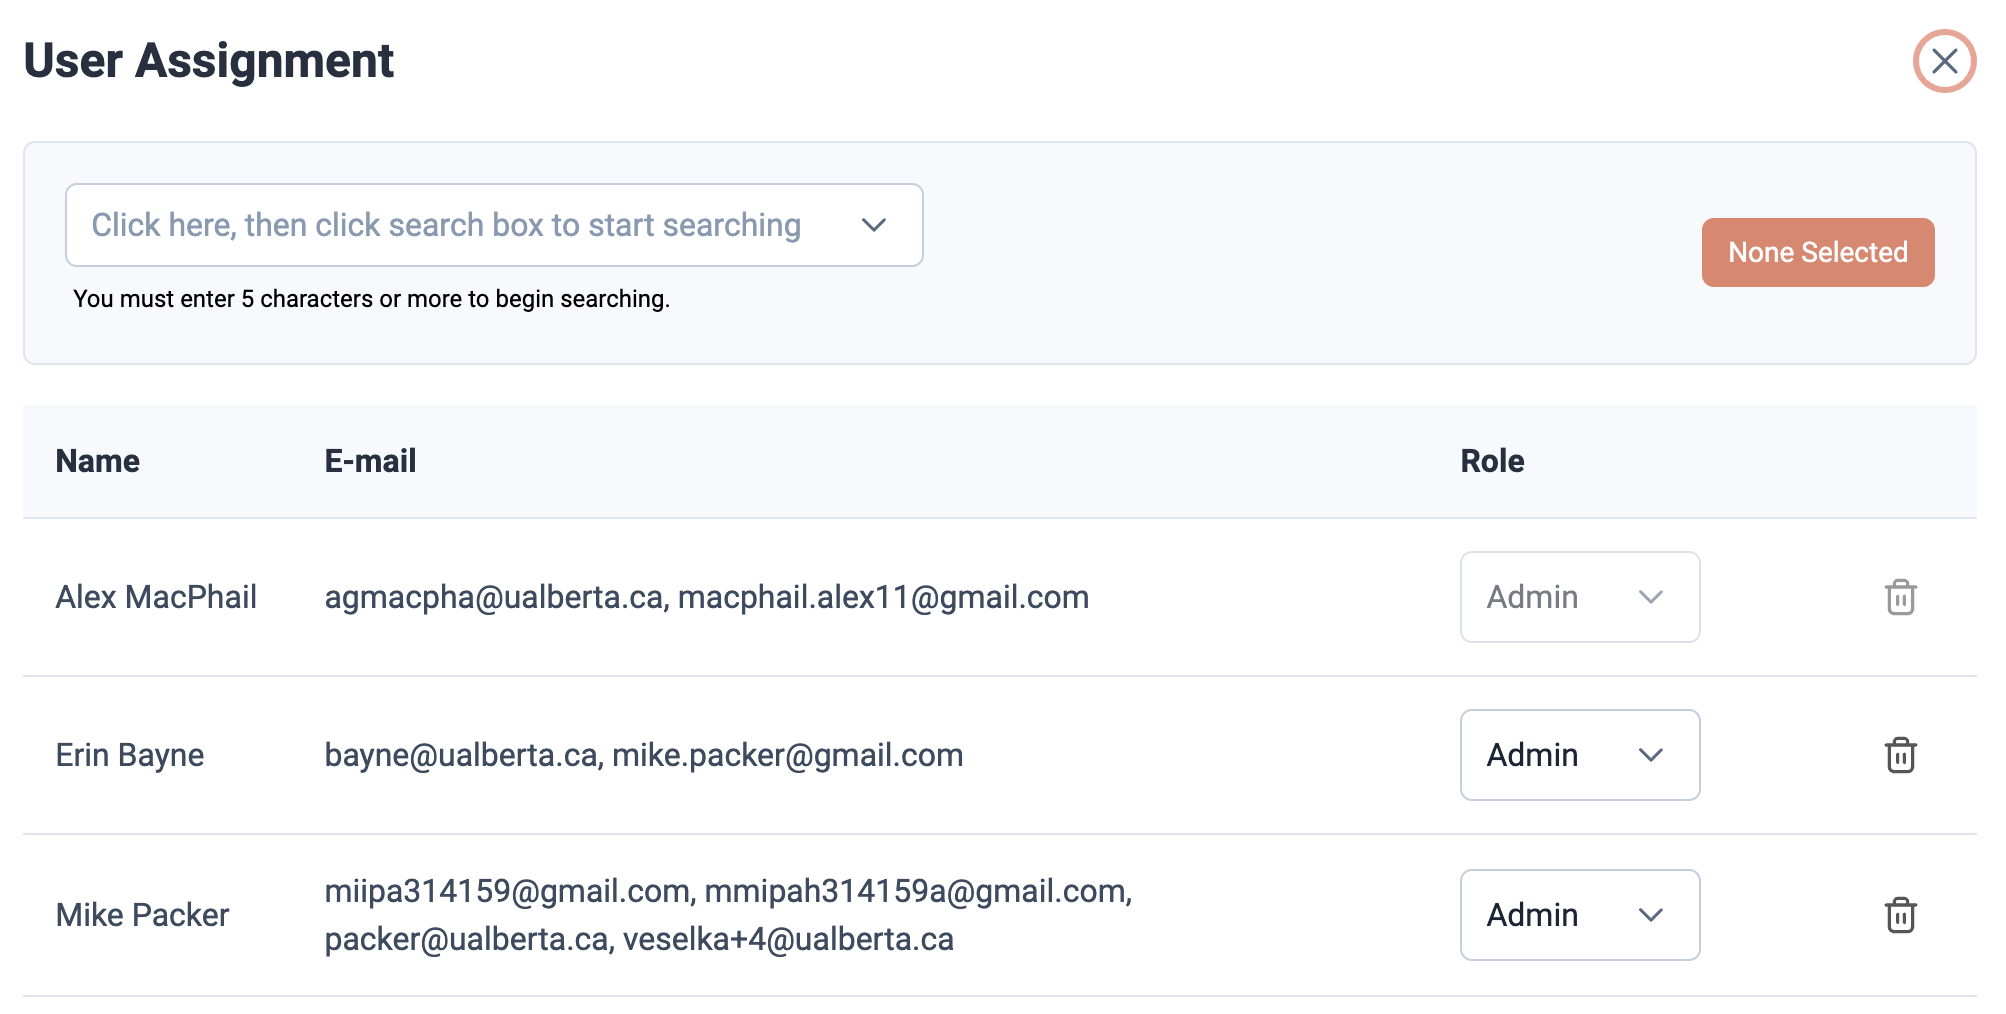 User Assignment
Click here, then click search box to start searching
None Selected
You must enter 5 characters or more to begin searching.
Name E-mail Role
Alex MacPhail agmacpha@ualberta.ca, macphail.alex11@gmail.com Admin
Erin Bayne bayne@ualberta.ca, mike.packer@gmail.com Admin
Mike Packer miipa314159@gmail.com, mmipah314159a@gmail.com, Admin
packer@ualberta.ca, veselka+4@ualberta.ca